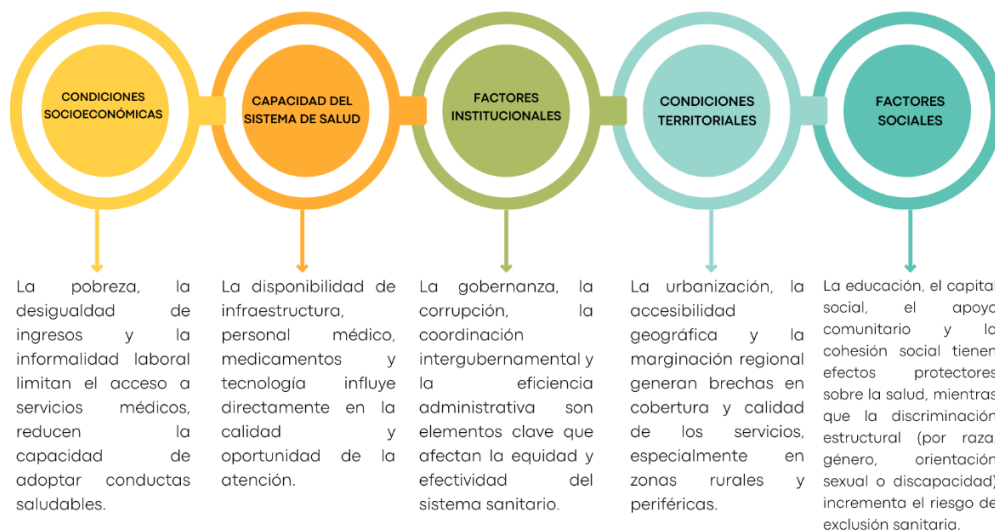 CONDICIONES
SOCIOECONÓMICAS
CAPACIDAD DEL
SISTEMA DE SALUD
FACTORES
INSTITUCIONALES
CONDICIONES
TERRITORIALES
FACTORES
SOCIALES
La pobreza, la
desigualdad de
ingresos y la
informalidad laboral
limitan el acceso a
servicios médicos,
reducen la
capacidad de
adoptar conductas
saludables.
La disponibilidad de
infraestructura,
personal médico,
medicamentos y
tecnología influye
directamente en la
calidad y
oportunidad de la
atención.
La gobernanza, la
corrupción, la
coordinación
intergubernamental y
la eficiencia
administrativa son
elementos clave que
afectan la equidad y
efectividad del
sistema sanitario.
La urbanización, la
accesibilidad
geográfica y la
marginación regional
generan brechas en
cobertura y calidad
de los servicios,
especialmente en
zonas rurales y
periféricas.
La educación, el capital
social, el apoyo
comunitario y la
cohesión social tienen
efectos protectores
sobre la salud, mientras
que la discriminación
estructural (por raza,
género, orientación
sexual o discapacidad)
incrementa el riesgo de
exclusión sanitaria.